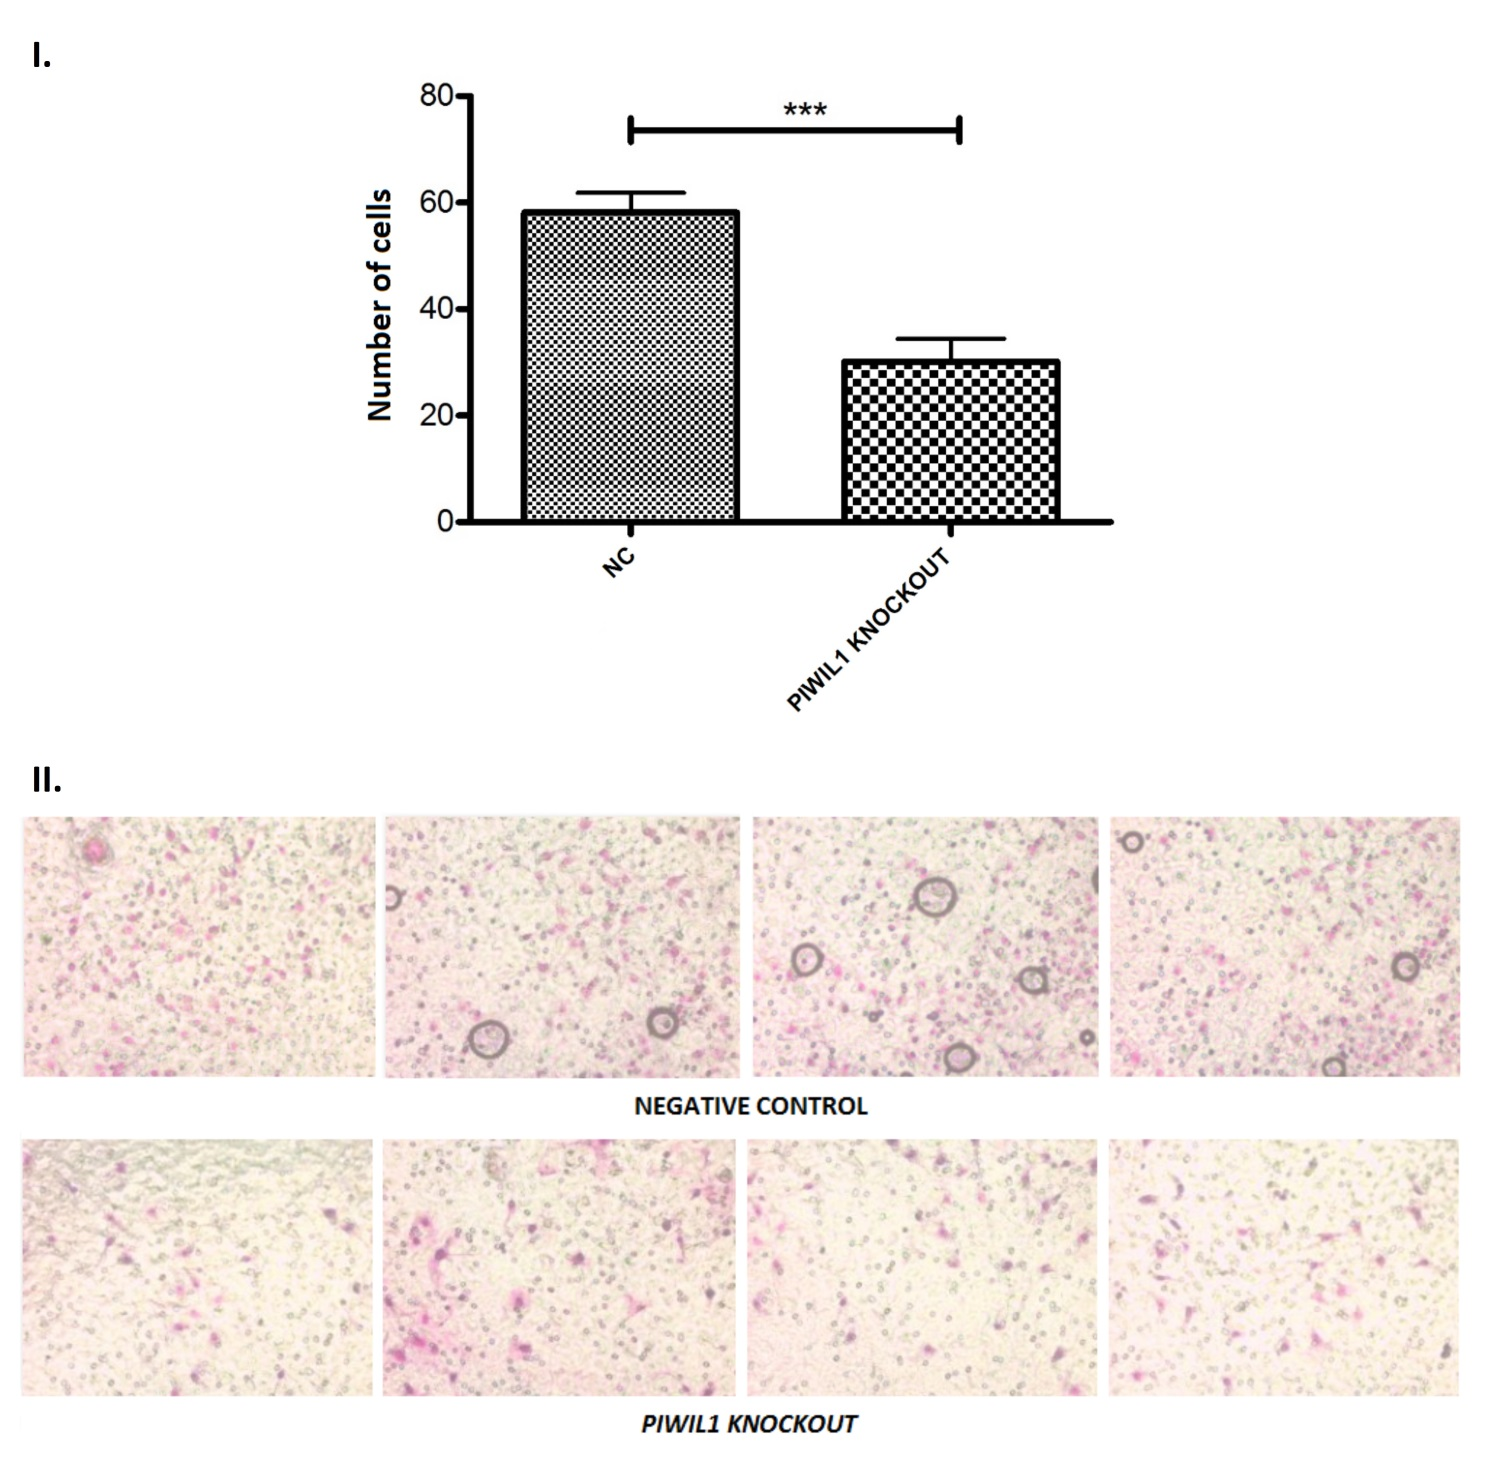 I.
80
***
60
40
20
0
Number of cells
NC
PIWIL1 KNOCKOUT
II.
NEGATIVE CONTROL
PIWIL1 KNOCKOUT